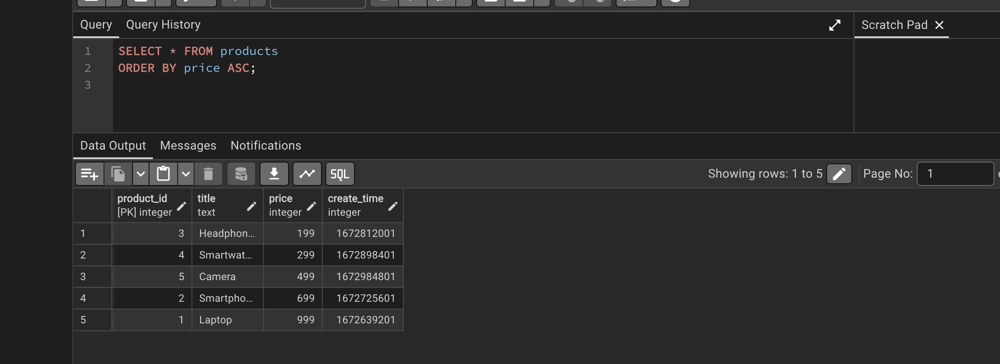 Query Query History Scratch Pad
1 SELECT * FROM products
2 ORDER BY price ASC;
3
Data Output Messages Notifications
SQL Showing rows: 1 to 5 Page No: 1
product_id title price create_time
[PK] integer text integer integer
1 3 Headphon... 199 1672812001
2 4 Smartwat... 299 1672898401
3 5 Camera 499 1672984801
4 2 Smartpho... 699 1672725601
5 1 Laptop 999 1672639201